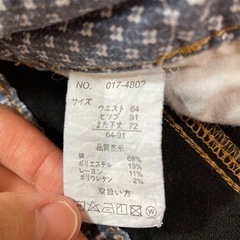 NO. 017-4802
サイズ
ウエスト 64
ヒップ 91
また下丈 72
64-91
品質表示
綿 68%
ポリエステル 19%
レーヨン 11%
ポリウレタン 2%
取扱い方